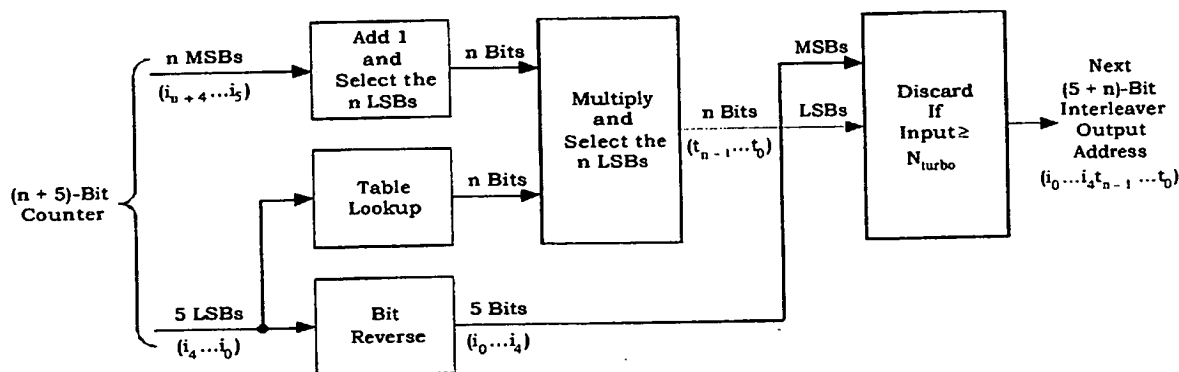 (n + 5)-Bit
Counter
n MSBs
(i_{n + 4}...i_5)
5 LSBs
(i_4...i_0)
Add 1
and
Select the
n LSBs
Table
Lookup
Bit
Reverse
n Bits
n Bits
5 Bits
(i_0...i_4)
Multiply
and
Select the
n LSBs
n Bits
(t_{n - 1}...t_0)
MSBs
LSBs
Discard
If
Input ≥
N_{turbo}
Next
(5 + n)-Bit
Interleaver
Output
Address
(i_0...i_4t_{n - 1}...t_0)